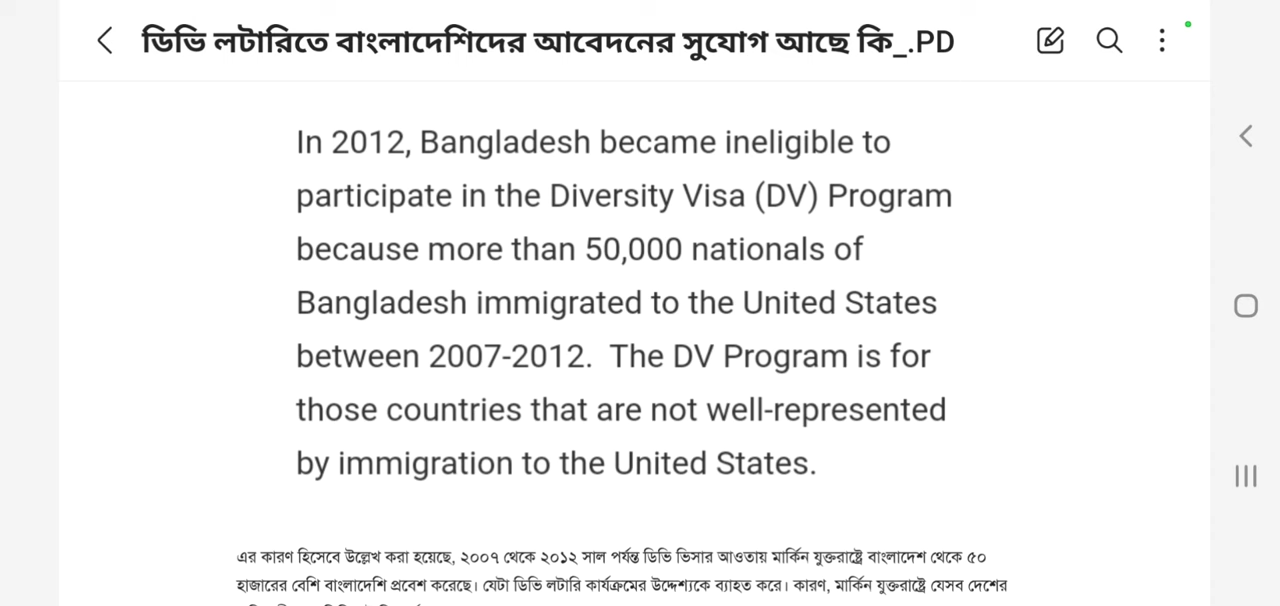 ডিভি লটারিতে বাংলাদেশিদের আবেদনের সুযোগ আছে কি_.PD
In 2012, Bangladesh became ineligible to
participate in the Diversity Visa (DV) Program
because more than 50,000 nationals of
Bangladesh immigrated to the United States
between 2007-2012. The DV Program is for
those countries that are not well-represented
by immigration to the United States.
এর কারণ হিসেবে উল্লেখ করা হয়েছে, ২০০৭ থেকে ২০১২ সাল পর্যন্ত ডিভি ভিসার আওতায় মার্কিন যুক্তরাষ্ট্রে বাংলাদেশ থেকে ৫০
হাজারের বেশি বাংলাদেশি প্রবেশ করেছে। যেটা ডিভি লটারি কার্যক্রমের উদ্দেশ্যকে ব্যাহত করে। কারণ, মার্কিন যুক্তরাষ্ট্রে যেসব দেশের